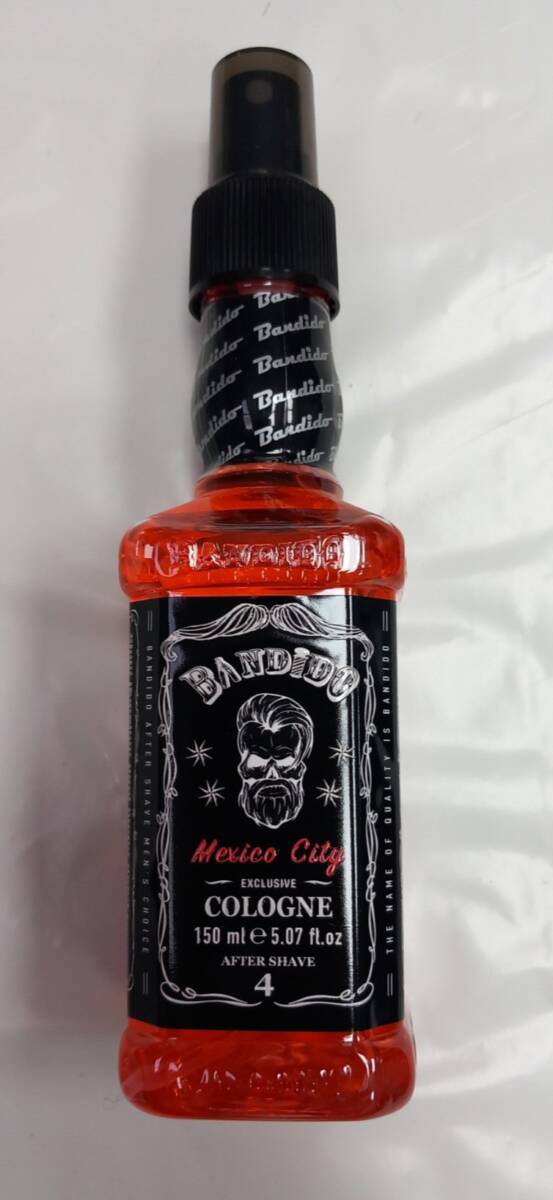 Bandido
Bandido
Bandido
Bandido
Bandido
BANDIDO
Mexico City
EXCLUSIVE
COLOGNE
150 ml ℮ 5.07 fl.oz
AFTER SHAVE
4
BANDIDO AFTER SHAVE MEN'S CHOICE
THE NAME OF QUALITY IS BANDIDO